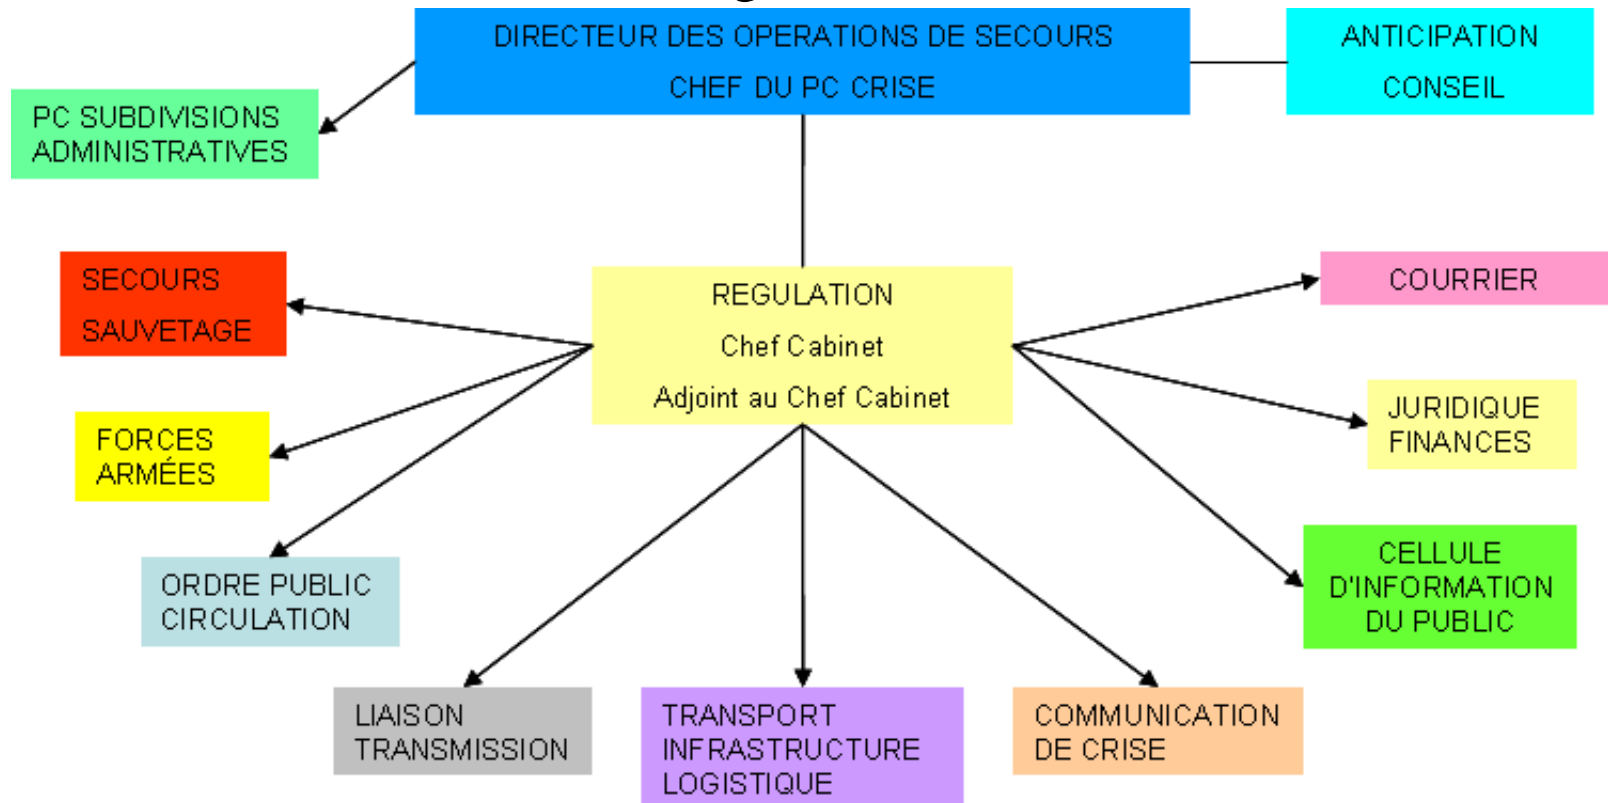 DIRECTEUR DES OPERATIONS DE SECOURS
CHEF DU PC CRISE
ANTICIPATION
CONSEIL
PC SUBDIVISIONS
ADMINISTRATIVES
SECOURS
SAUVETAGE
REGULATION
Chef Cabinet
Adjoint au Chef Cabinet
COURRIER
FORCES
ARMÉES
JURIDIQUE
FINANCES
ORDRE PUBLIC
CIRCULATION
CELLULE
D'INFORMATION
DU PUBLIC
LIAISON
TRANSMISSION
TRANSPORT
INFRASTRUCTURE
LOGISTIQUE
COMMUNICATION
DE CRISE